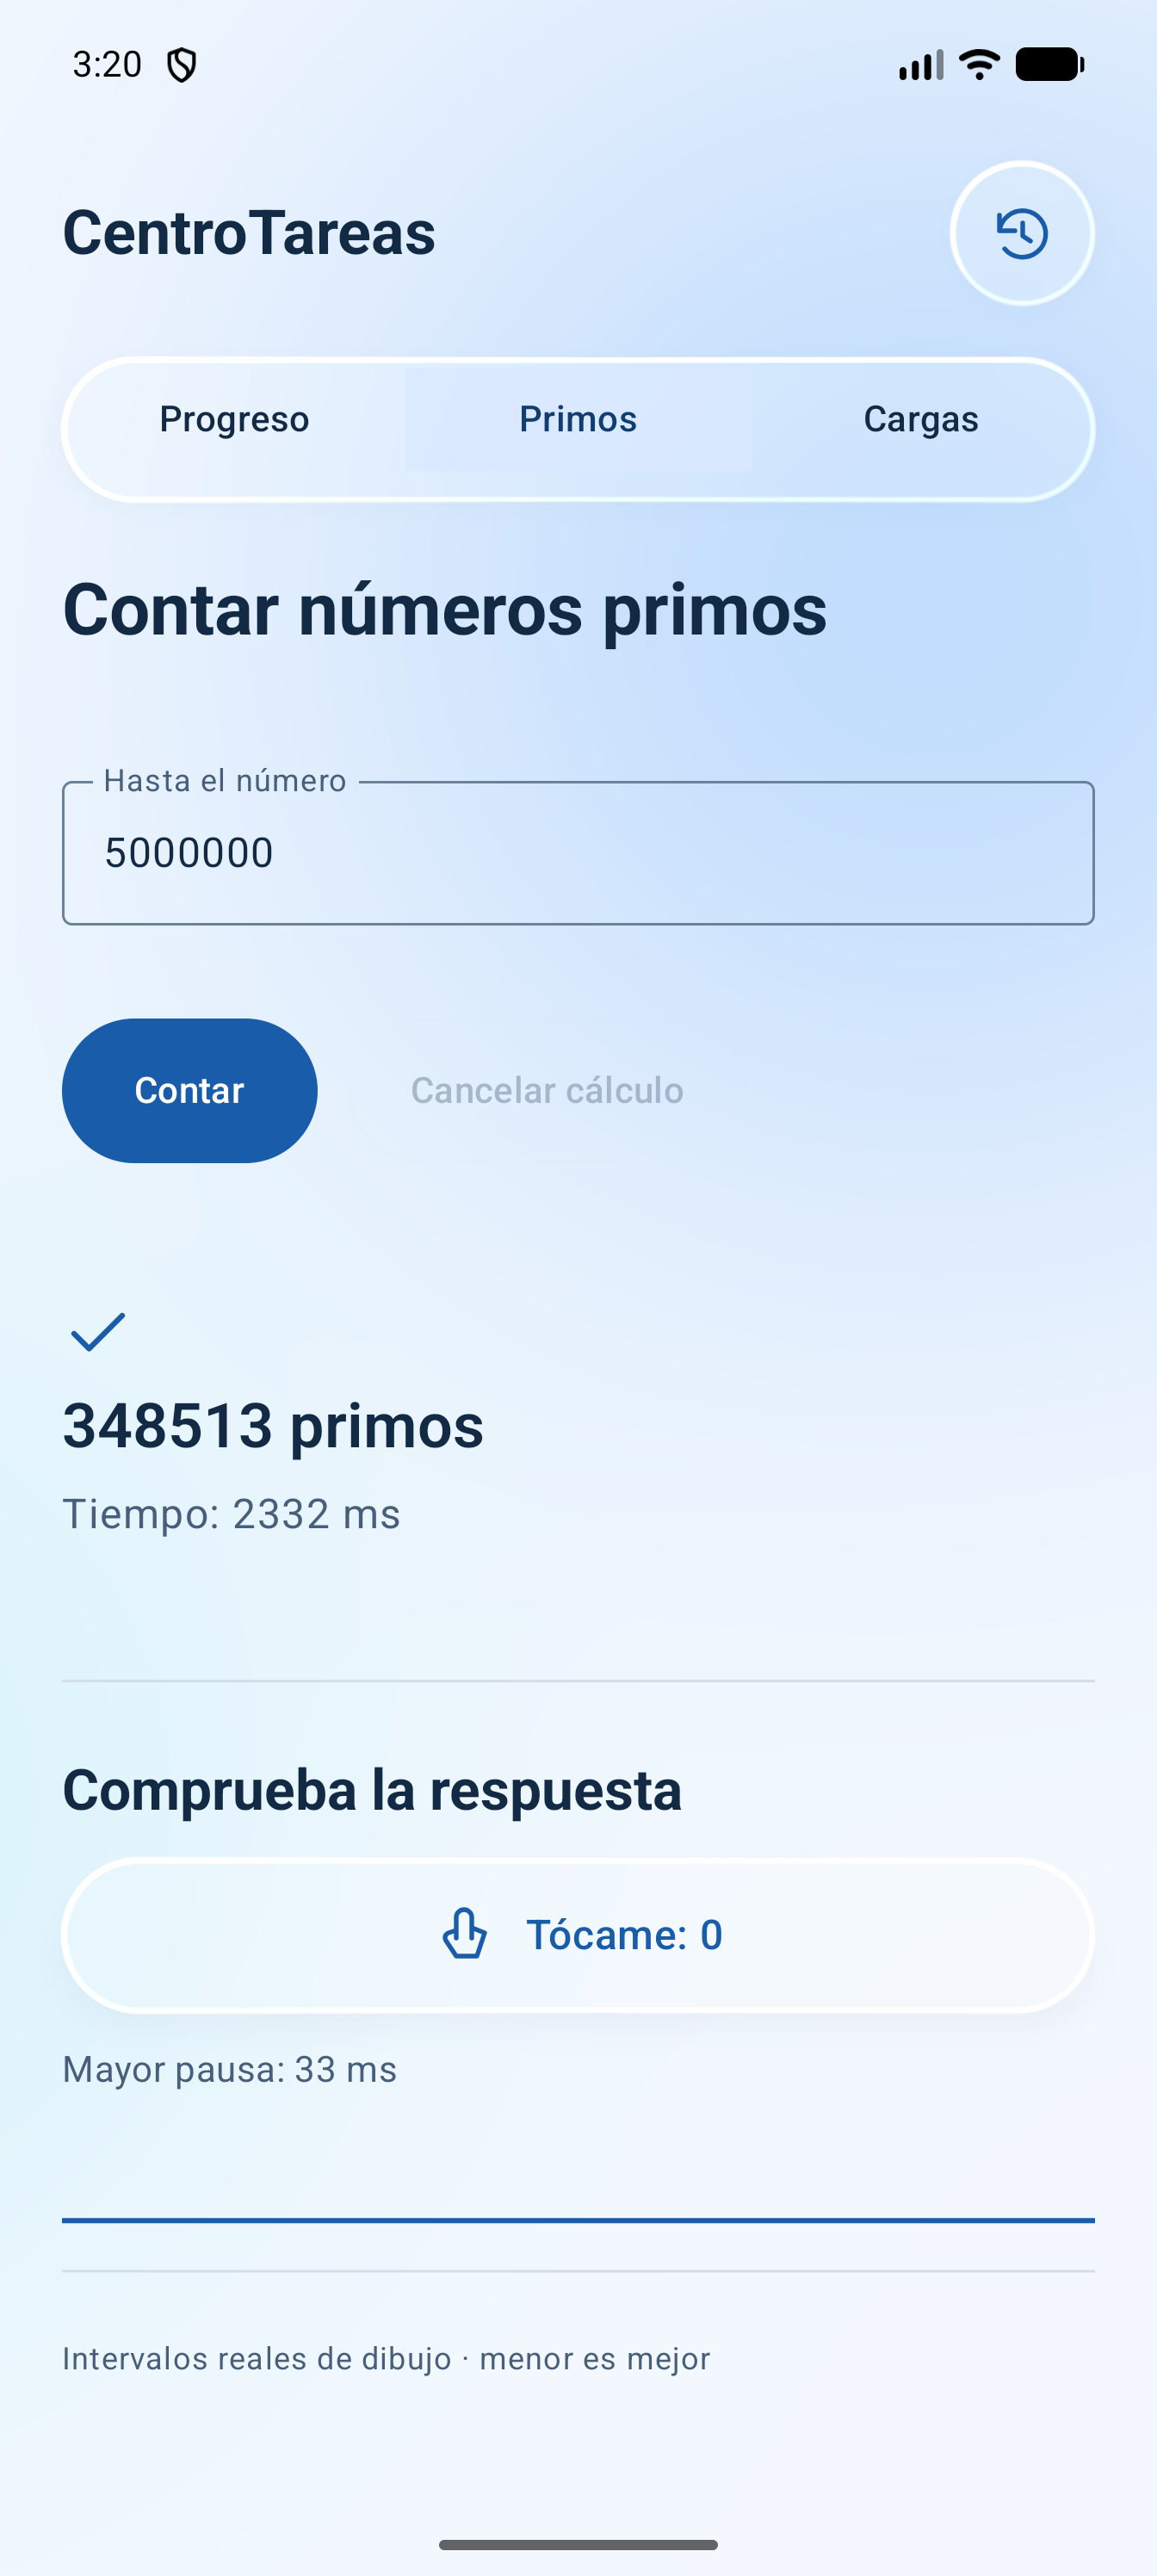 3:20
CentroTareas
Progreso Primos Cargas
Contar números primos
Hasta el número
5000000
Contar Cancelar cálculo
348513 primos
Tiempo: 2332 ms
Comprueba la respuesta
Tócame: 0
Mayor pausa: 33 ms
Intervalos reales de dibujo · menor es mejor